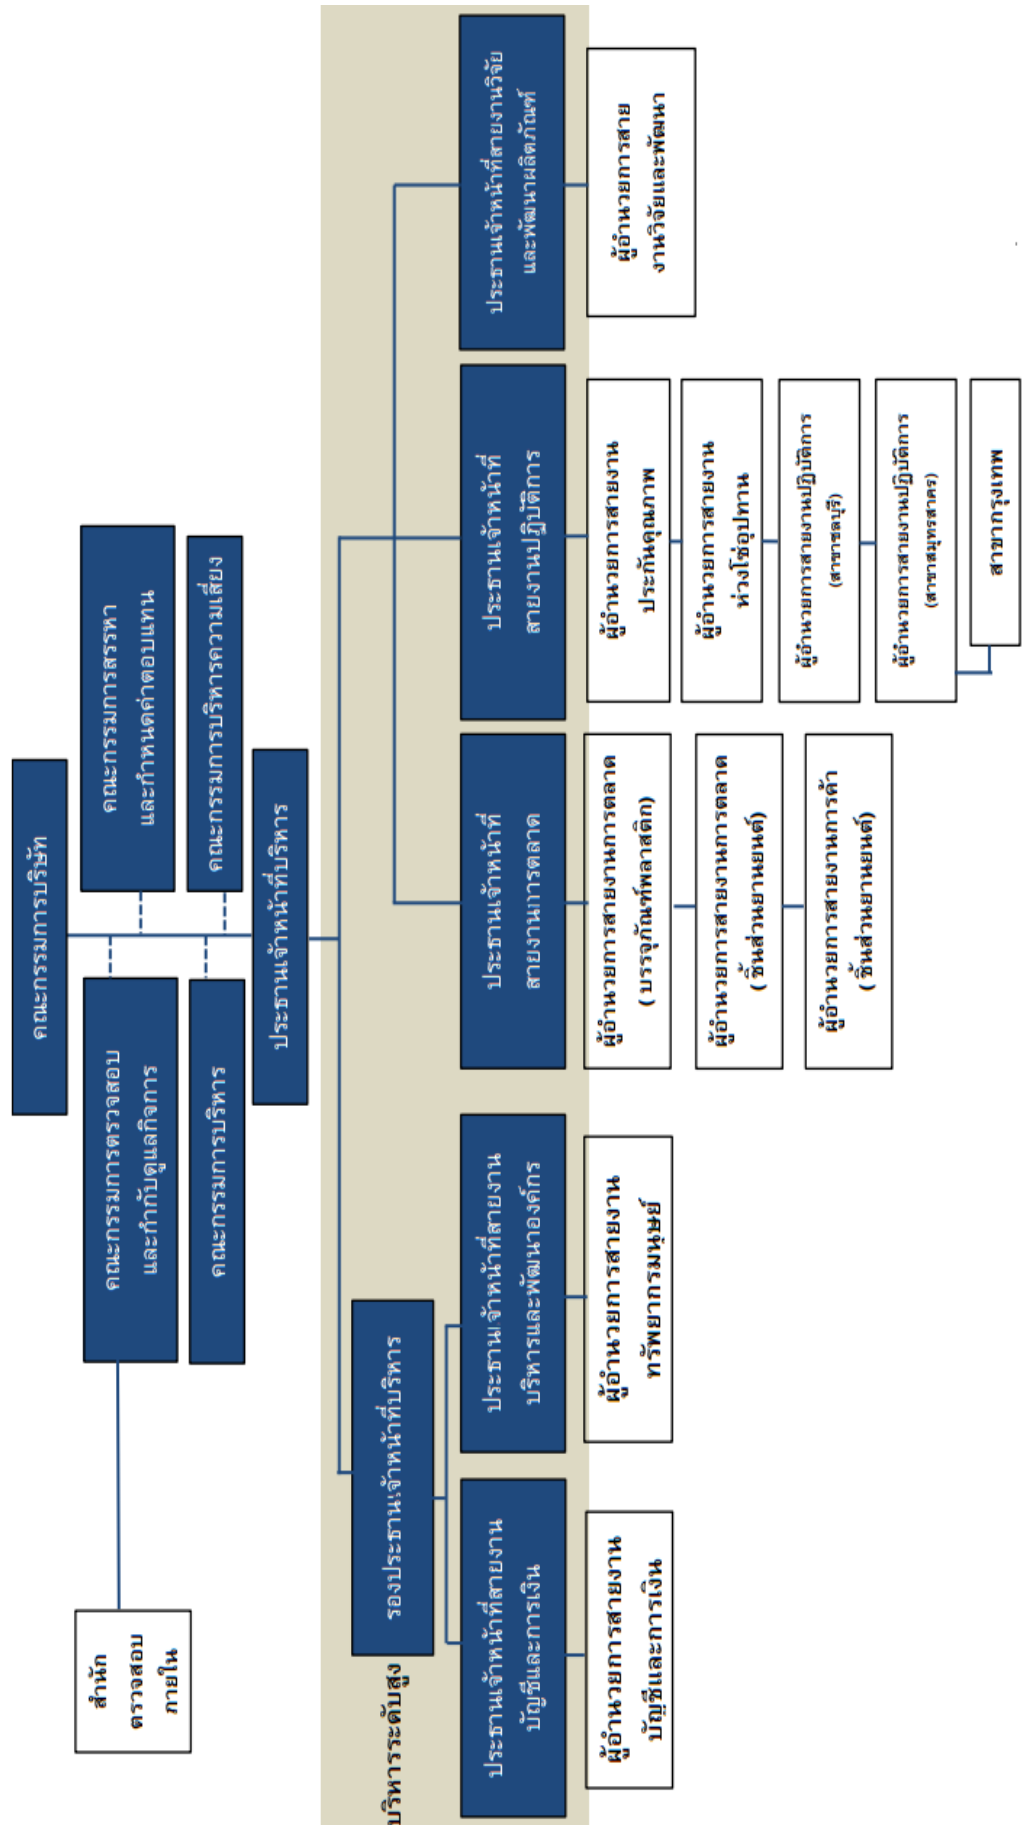 คณะกรรมการบริษัท
คณะกรรมการตรวจสอบ
และกำกับดูแลกิจการ
คณะกรรมการสรรหา
และกำหนดค่าตอบแทน
สำนัก
ตรวจสอบ
ภายใน
คณะกรรมการบริหาร
คณะกรรมการบริหารความเสี่ยง
ประธานเจ้าหน้าที่บริหาร
บริหารระดับสูง
รองประธานเจ้าหน้าที่บริหาร
ประธานเจ้าหน้าที่สายงาน
บัญชีและการเงิน
ประธานเจ้าหน้าที่สายงาน
บริหารและพัฒนาองค์กร
ประธานเจ้าหน้าที่
สายงานการตลาด
ประธานเจ้าหน้าที่
สายงานปฏิบัติการ
ประธานเจ้าหน้าที่สายงานวิจัย
และพัฒนาผลิตภัณฑ์
ผู้อำนวยการสายงาน
บัญชีและการเงิน
ผู้อำนวยการสายงาน
ทรัพยากรมนุษย์
ผู้อำนวยการสายงานการตลาด
( บรรจุภัณฑ์พลาสติก)
ผู้อำนวยการสายงานการตลาด
( ชิ้นส่วนยานยนต์)
ผู้อำนวยการสายงานการค้า
( ชิ้นส่วนยานยนต์)
ผู้อำนวยการสายงาน
ประกันคุณภาพ
ผู้อำนวยการสายงาน
ห่วงโซ่อุปทาน
ผู้อำนวยการสายงานปฏิบัติการ
(สาขาชลบุรี)
ผู้อำนวยการสายงานปฏิบัติการ
(สาขาสมุทรสาคร)
สาขากรุงเทพ
ผู้อำนวยการสาย
งานวิจัยและพัฒนา